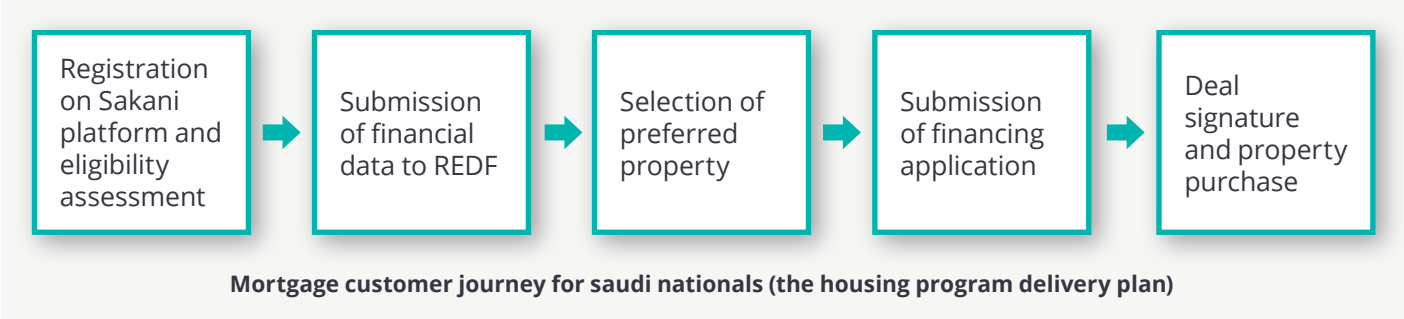 Registration
on Sakani
platform and
eligibility
assessment
Submission
of financial
data to REDF
Selection of
preferred
property
Submission
of financing
application
Deal
signature
and property
purchase
Mortgage customer journey for saudi nationals (the housing program delivery plan)